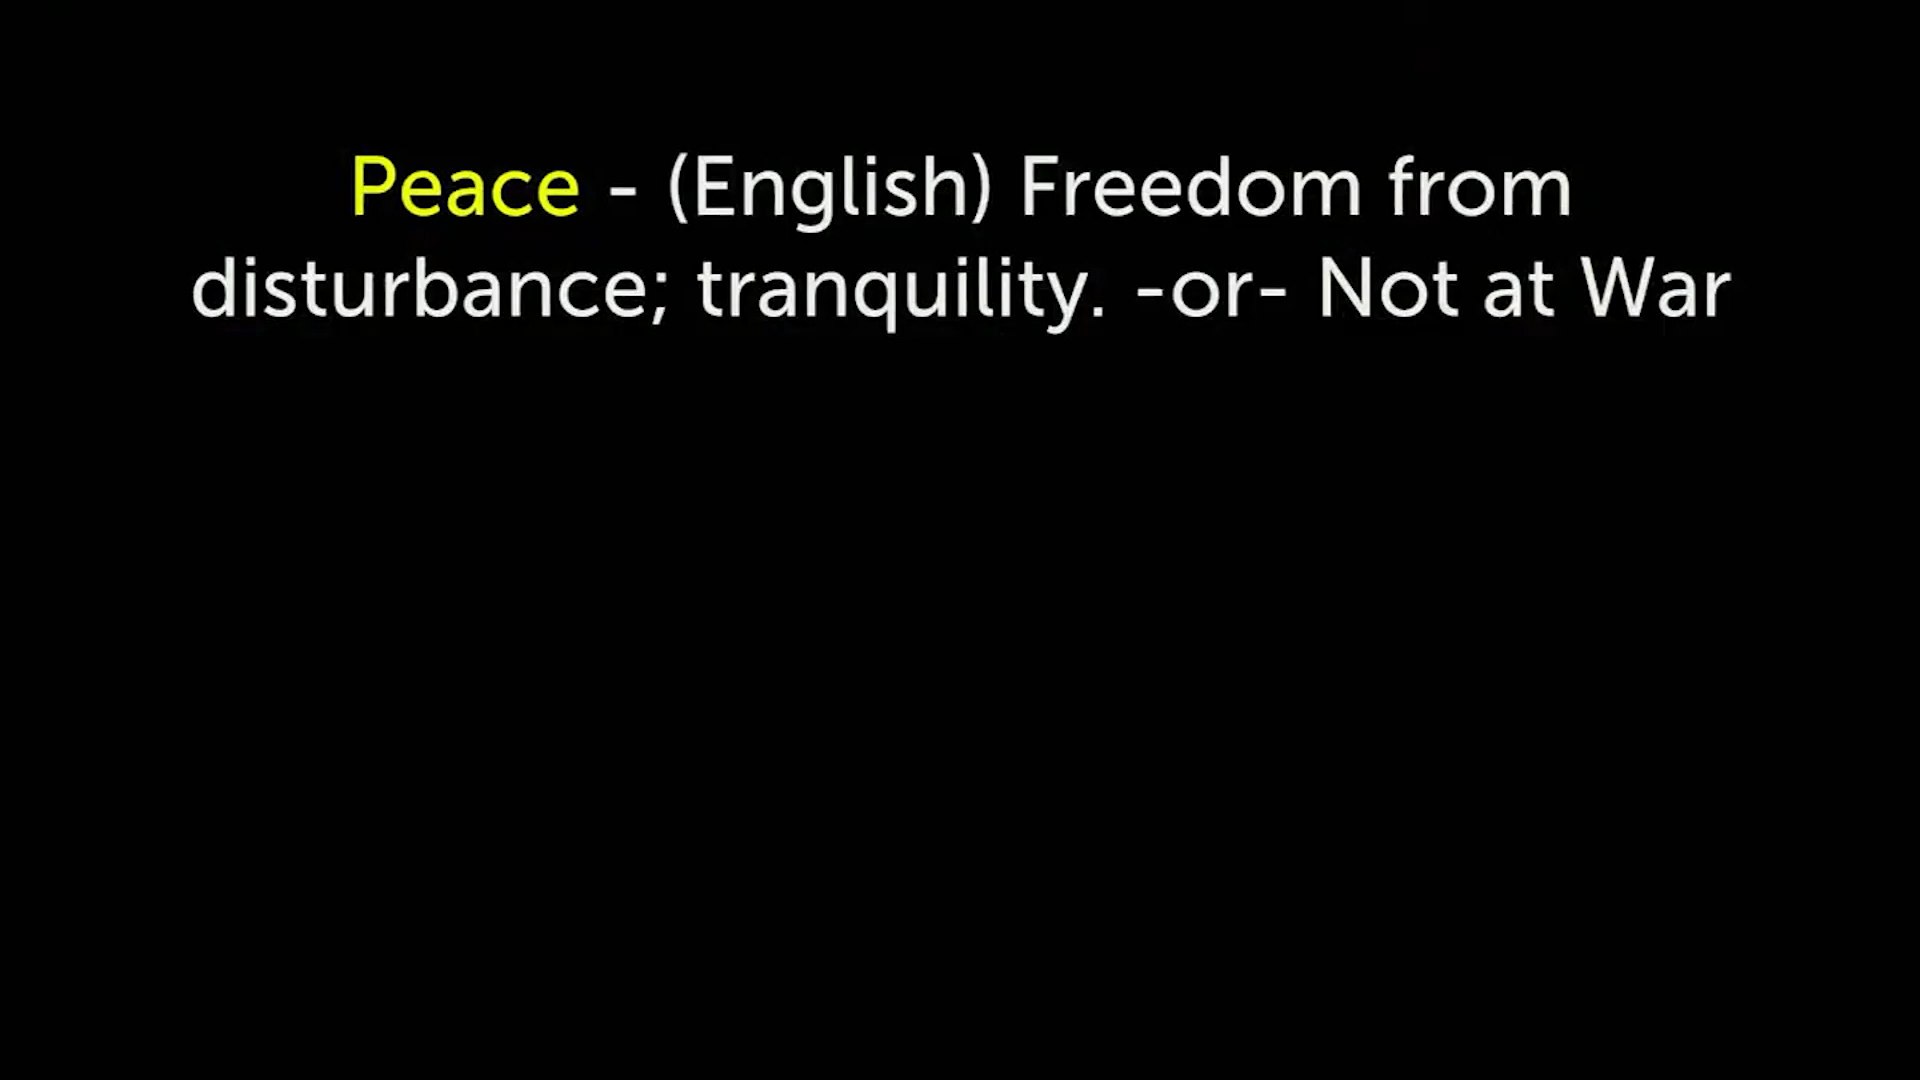 Peace - (English) Freedom from
disturbance; tranquility. -or- Not at War